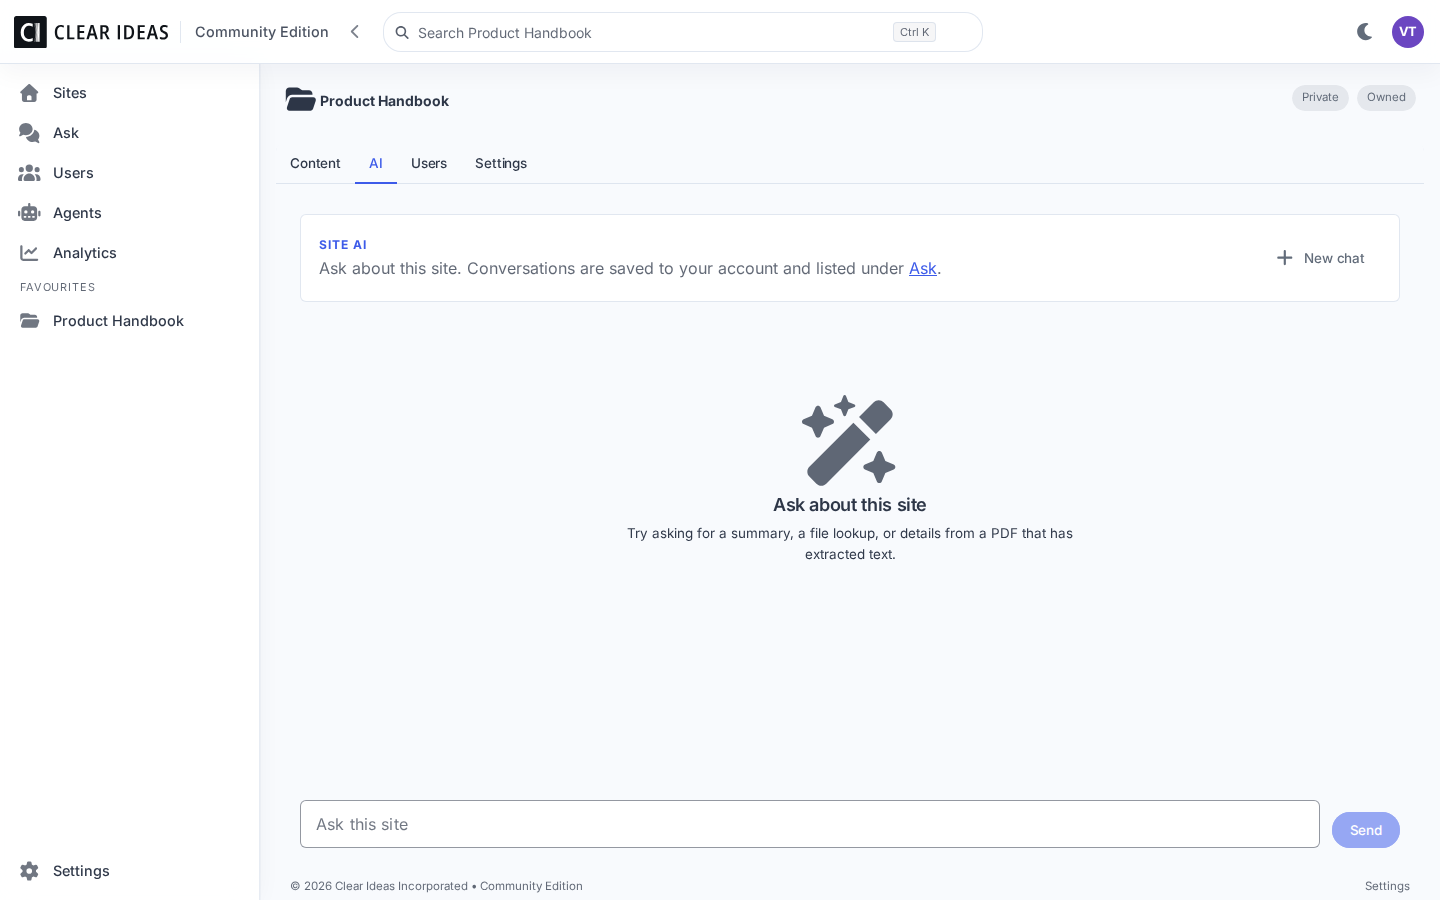 CI CLEAR IDEAS
Community Edition
Search Product Handbook
Ctrl K
VT
Sites
Ask
Users
Agents
Analytics
FAVOURITES
Product Handbook
Settings
Product Handbook
Private
Owned
Content
AI
Users
Settings
SITE AI
Ask about this site. Conversations are saved to your account and listed under Ask.
New chat
Ask about this site
Try asking for a summary, a file lookup, or details from a PDF that has
extracted text.
Ask this site
Send
© 2026 Clear Ideas Incorporated • Community Edition
Settings